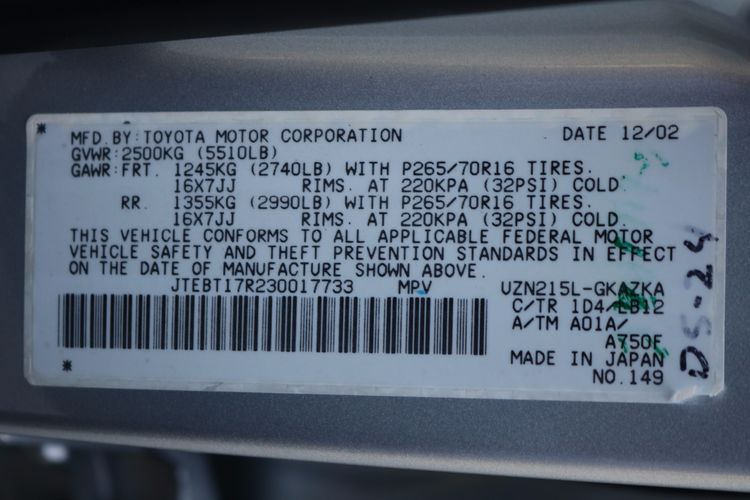 MFD. BY: TOYOTA MOTOR CORPORATION DATE 12/02
GVWR: 2500KG (5510LB)
GAWR: FRT. 1245KG (2740LB) WITH P265/70R16 TIRES.
16X7JJ RIMS. AT 220KPA (32PSI) COLD.
RR. 1355KG (2990LB) WITH P265/70R16 TIRES.
16X7JJ RIMS. AT 220KPA (32PSI) COLD.
THIS VEHICLE CONFORMS TO ALL APPLICABLE FEDERAL MOTOR
VEHICLE SAFETY AND THEFT PREVENTION STANDARDS IN EFFECT
ON THE DATE OF MANUFACTURE SHOWN ABOVE.
JTEBT17R230017733 MPV UZN215L-GKAZKA
C/TR 1D4/LB12
A/TM A01A/
A750F
MADE IN JAPAN
NO.149
DS-24